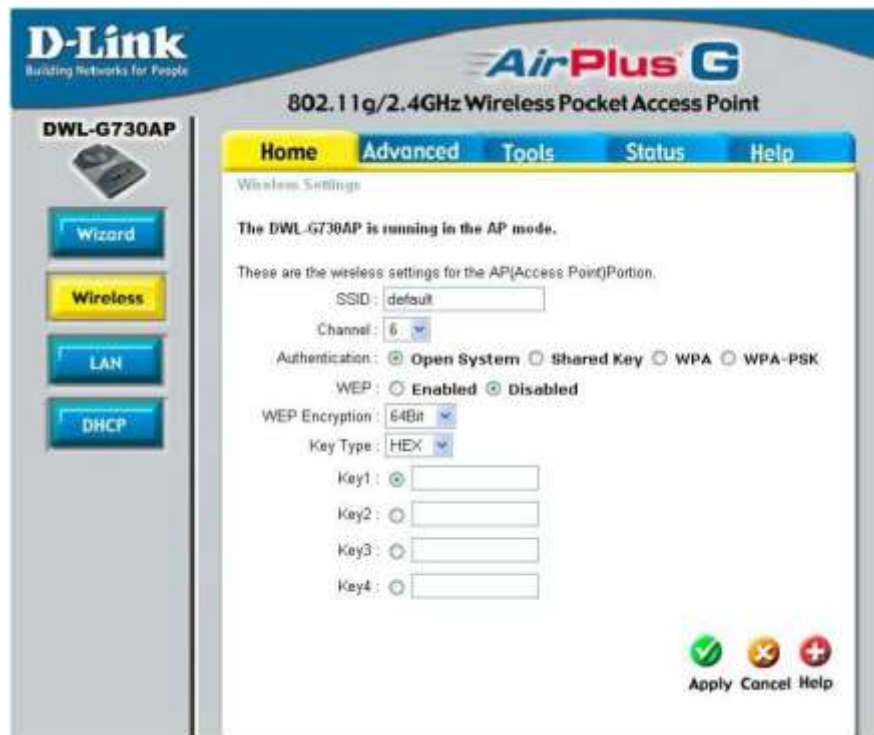 D-Link
Building Networks for People
AirPlus G
802.11g/2.4GHz Wireless Pocket Access Point
DWL-G730AP
Home Advanced Tools Status Help
Wireless Settings
Wizard
Wireless
LAN
DHCP
The DWL-G730AP is running in the AP mode.
These are the wireless settings for the AP(Access Point)Portion.
SSID : default
Channel : 6
Authentication : Open System Shared Key WPA WPA-PSK
WEP : Enabled Disabled
WEP Encryption : 64Bit
Key Type : HEX
Key1 :
Key2 :
Key3 :
Key4 :
Apply Cancel Help